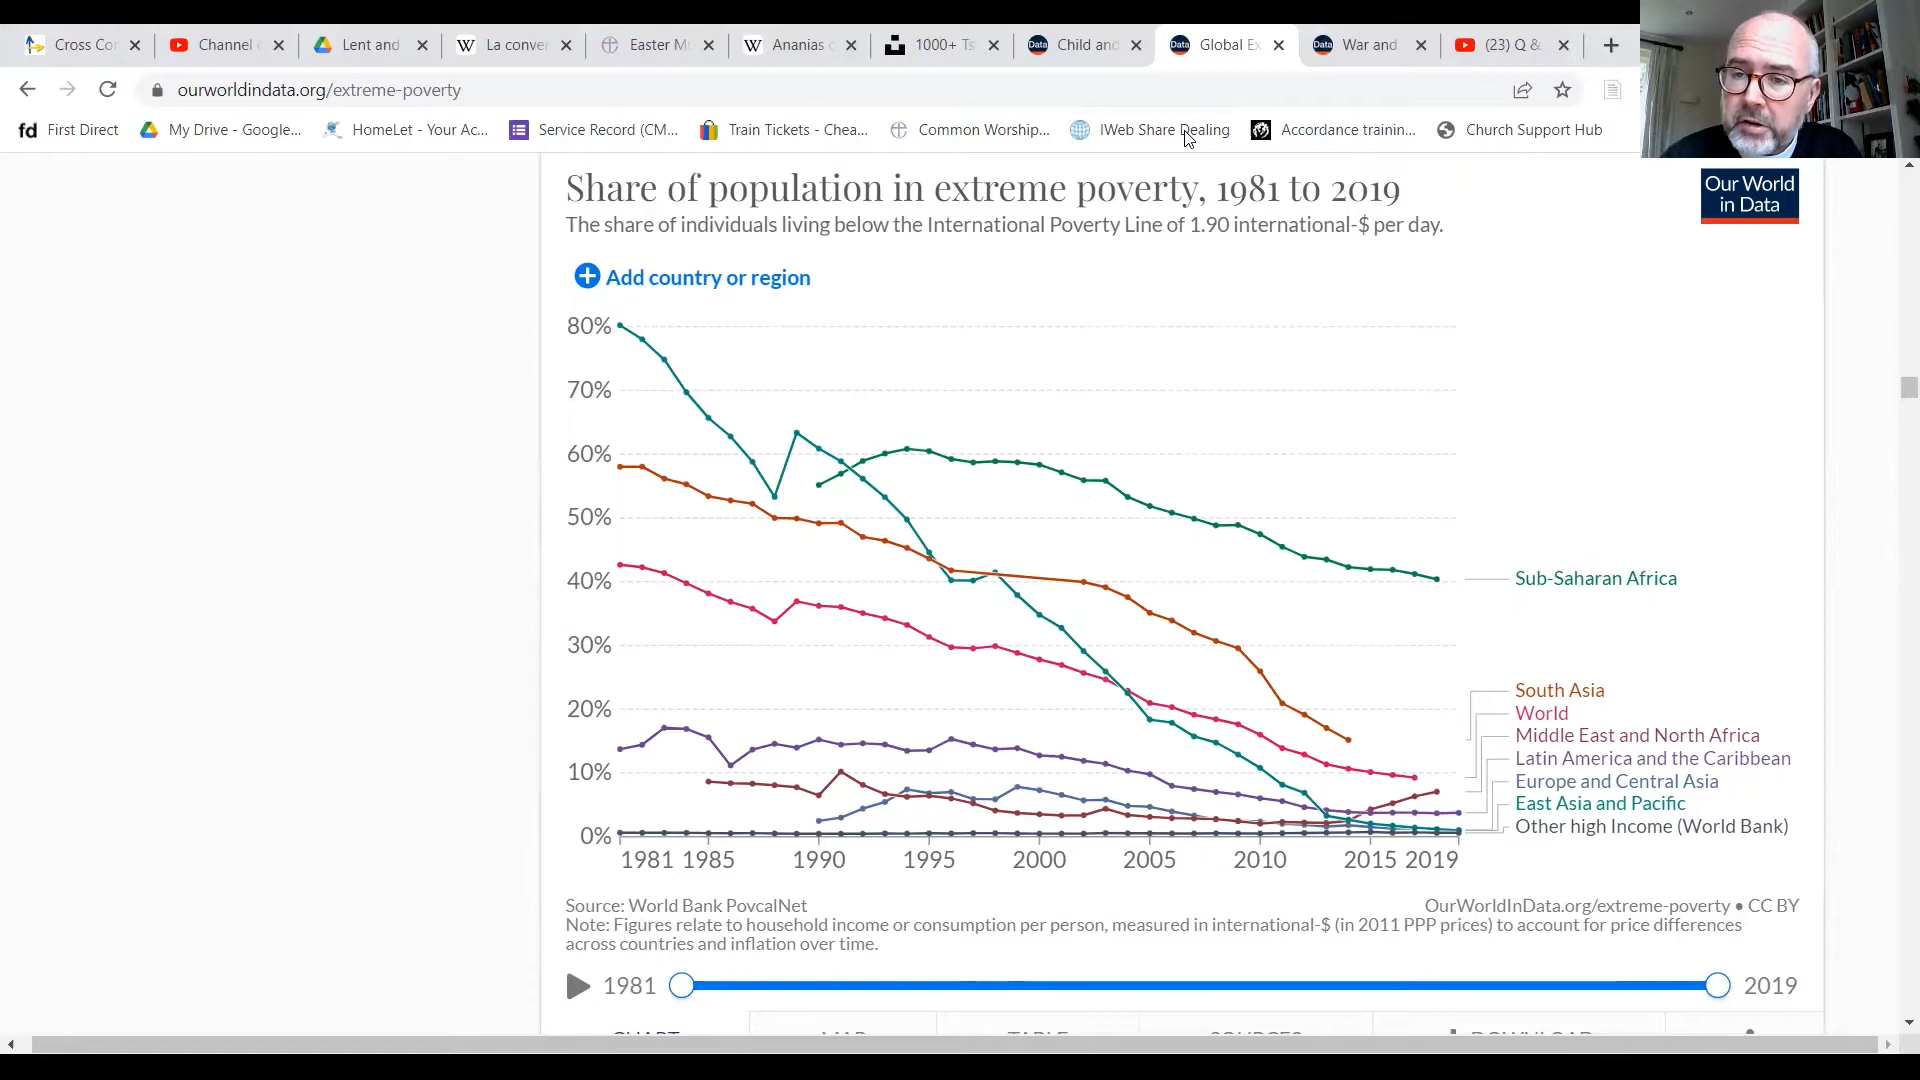 Cross Co
Channel
Lent and
La conver
Easter M
Ananias
1000+ Ts
Child and
Global Ex
War and
(23) Q &
ourworldindata.org/extreme-poverty
fd First Direct
My Drive - Google...
HomeLet - Your Ac...
Service Record (CM...
Train Tickets - Chea...
Common Worship...
IWeb Share Dealing
Accordance trainin...
Church Support Hub
Share of population in extreme poverty, 1981 to 2019
The share of individuals living below the International Poverty Line of 1.90 international-$ per day.
Our World
in Data
Add country or region
80%
70%
60%
50%
40%
30%
20%
10%
0%
1981 1985 1990 1995 2000 2005 2010 2015 2019
Sub-Saharan Africa
South Asia
World
Middle East and North Africa
Latin America and the Caribbean
Europe and Central Asia
East Asia and Pacific
Other high Income (World Bank)
Source: World Bank PovcalNet
OurWorldInData.org/extreme-poverty • CC BY
Note: Figures relate to household income or consumption per person, measured in international-$ (in 2011 PPP prices) to account for price differences
across countries and inflation over time.
1981
2019
CHART MAP TABLE SOURCES DOWNLOAD